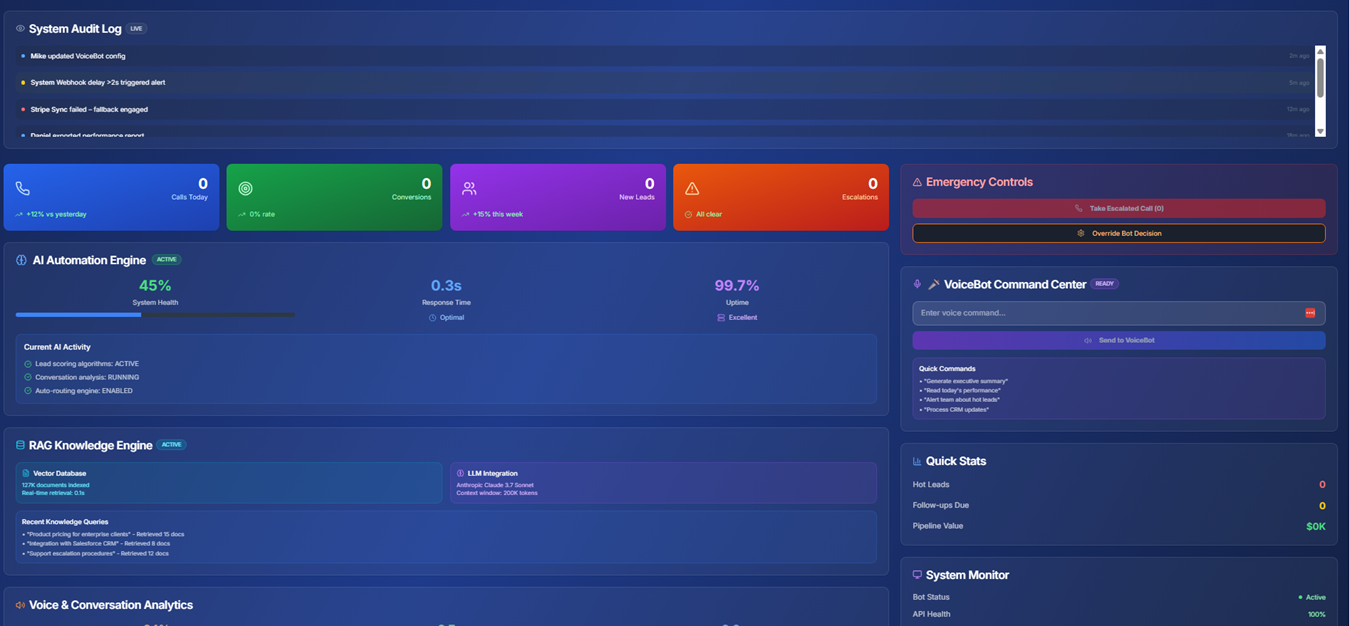 System Audit Log LIVE
Mike updated VoiceBot config 2m ago
System Webhook delay >2s triggered alert 5m ago
Stripe Sync failed – fallback engaged 12m ago
Daniel exported performance report
0
Calls Today
+12% vs yesterday
0
Conversions
0% rate
0
New Leads
+15% this week
0
Escalations
All clear
AI Automation Engine ACTIVE
45%
System Health
0.3s
Response Time
Optimal
99.7%
Uptime
Excellent
Current AI Activity
Lead scoring algorithms: ACTIVE
Conversation analysis: RUNNING
Auto-routing engine: ENABLED
RAG Knowledge Engine ACTIVE
Vector Database
127K documents indexed
Real-time retrieval: 0.1s
LLM Integration
Anthropic Claude 3.7 Sonnet
Context window: 200K tokens
Recent Knowledge Queries
• "Product pricing for enterprise clients" - Retrieved 15 docs
• "Integration with Salesforce CRM" - Retrieved 8 docs
• "Support escalation procedures" - Retrieved 12 docs
Voice & Conversation Analytics
Emergency Controls
Take Escalated Call (0)
Override Bot Decision
VoiceBot Command Center READY
Enter voice command...
Send to VoiceBot
Quick Commands
• "Generate executive summary"
• "Read today's performance"
• "Alert team about hot leads"
• "Process CRM updates"
Quick Stats
Hot Leads 0
Follow-ups Due 0
Pipeline Value $0K
System Monitor
Bot Status Active
API Health 100%